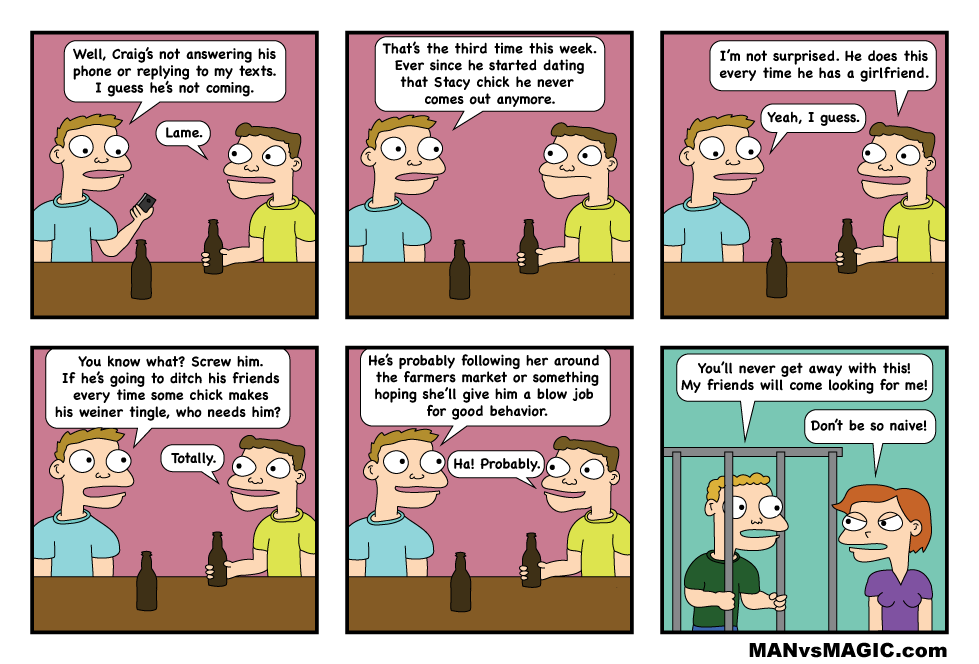 Well, Craig's not answering his
phone or replying to my texts.
I guess he's not coming.
Lame.
That's the third time this week.
Ever since he started dating
that Stacy chick he never
comes out anymore.
I'm not surprised. He does this
every time he has a girlfriend.
Yeah, I guess.
You know what? Screw him.
If he's going to ditch his friends
every time some chick makes
his weiner tingle, who needs him?
Totally.
He's probably following her around
the farmers market or something
hoping she'll give him a blow job
for good behavior.
Ha! Probably.
You'll never get away with this!
My friends will come looking for me!
Don't be so naive!
MANvsMAGIC.com